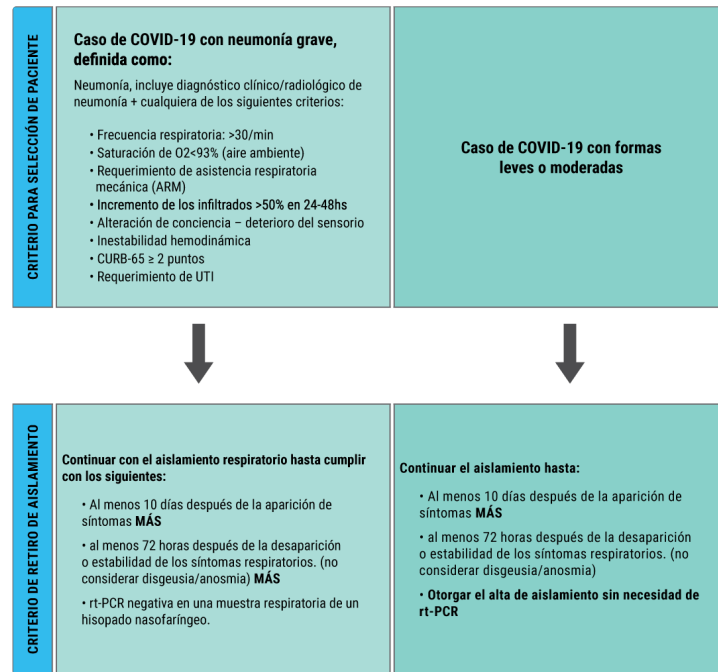 CRITERIO PARA SELECCIÓN DE PACIENTE
Caso de COVID-19 con neumonía grave,
definida como:
Neumonía, incluye diagnóstico clínico/radiológico de
neumonía + cualquiera de los siguientes criterios:
• Frecuencia respiratoria: >30/min
• Saturación de O2<93% (aire ambiente)
• Requerimiento de asistencia respiratoria
mecánica (ARM)
• Incremento de los infiltrados >50% en 24-48hs
• Alteración de conciencia – deterioro del sensorio
• Inestabilidad hemodinámica
• CURB-65 ≥ 2 puntos
• Requerimiento de UTI
Caso de COVID-19 con formas
leves o moderadas
CRITERIO DE RETIRO DE AISLAMIENTO
Continuar con el aislamiento respiratorio hasta cumplir
con los siguientes:
• Al menos 10 días después de la aparición de
síntomas MÁS
• al menos 72 horas después de la desaparición
o estabilidad de los síntomas respiratorios. (no
considerar disgeusia/anosmia) MÁS
• rt-PCR negativa en una muestra respiratoria de un
hisopado nasofaríngeo.
Continuar el aislamiento hasta:
• Al menos 10 días después de la aparición de
síntomas MÁS
• al menos 72 horas después de la desaparición
o estabilidad de los síntomas respiratorios. (no
considerar disgeusia/anosmia)
• Otorgar el alta de aislamiento sin necesidad de
rt-PCR